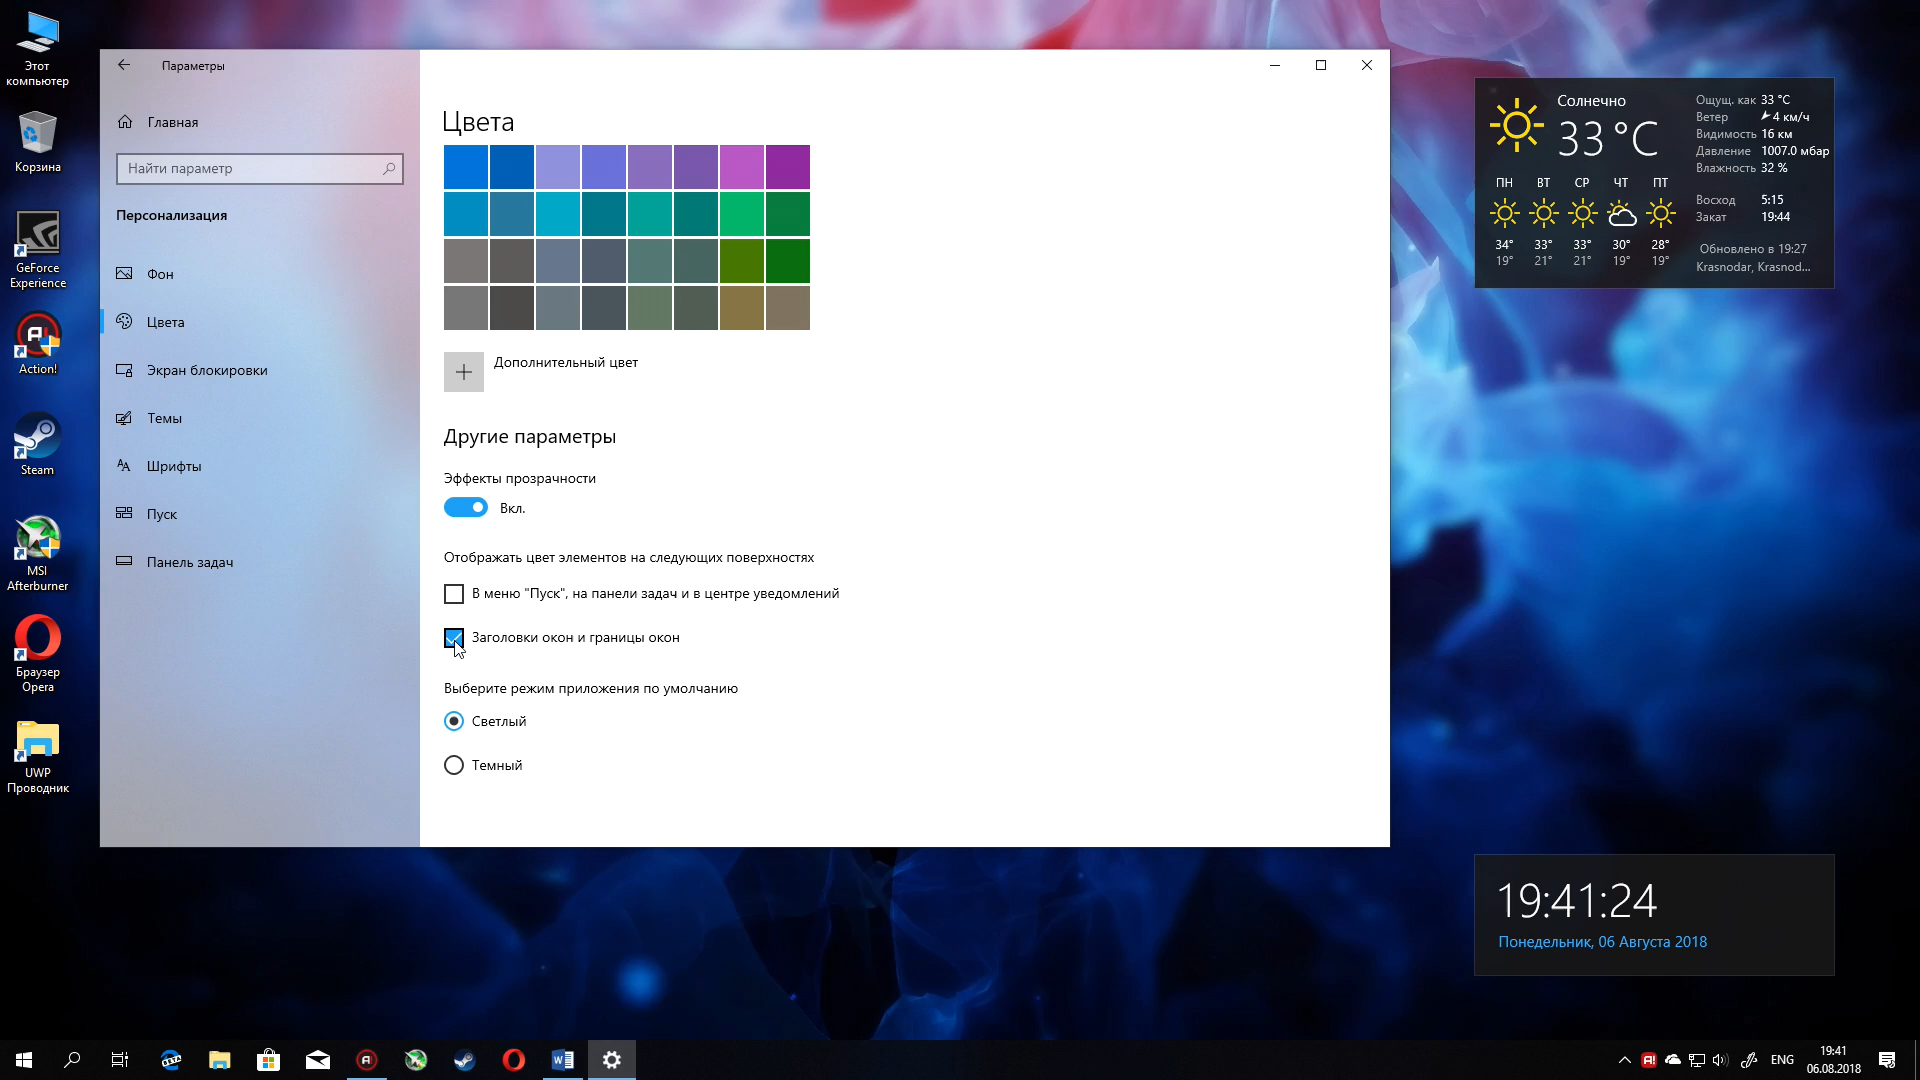 Этот
компьютер
Корзина
GeForce
Experience
Action!
Steam
MSI
Afterburner
Браузер
Opera
UWP
Проводник
Параметры
Главная
Найти параметр
Персонализация
Фон
Цвета
Экран блокировки
Темы
Шрифты
Пуск
Панель задач
Цвета
Дополнительный цвет
Другие параметры
Эффекты прозрачности
Вкл.
Отображать цвет элементов на следующих поверхностях
В меню "Пуск", на панели задач и в центре уведомлений
Заголовки окон и границы окон
Выберите режим приложения по умолчанию
Светлый
Темный
Солнечно
33 °C
Ощущ. как 33 °C
Ветер 4 км/ч
Видимость 16 км
Давление 1007.0 мбар
Влажность 32 %
ПН ВТ СР ЧТ ПТ
34° 33° 33° 30° 28°
19° 21° 21° 19° 19°
Восход 5:15
Закат 19:44
Обновлено в 19:27
Krasnodar, Krasnod...
19:41:24
Понедельник, 06 Августа 2018
BETA
ENG
19:41
06.08.2018